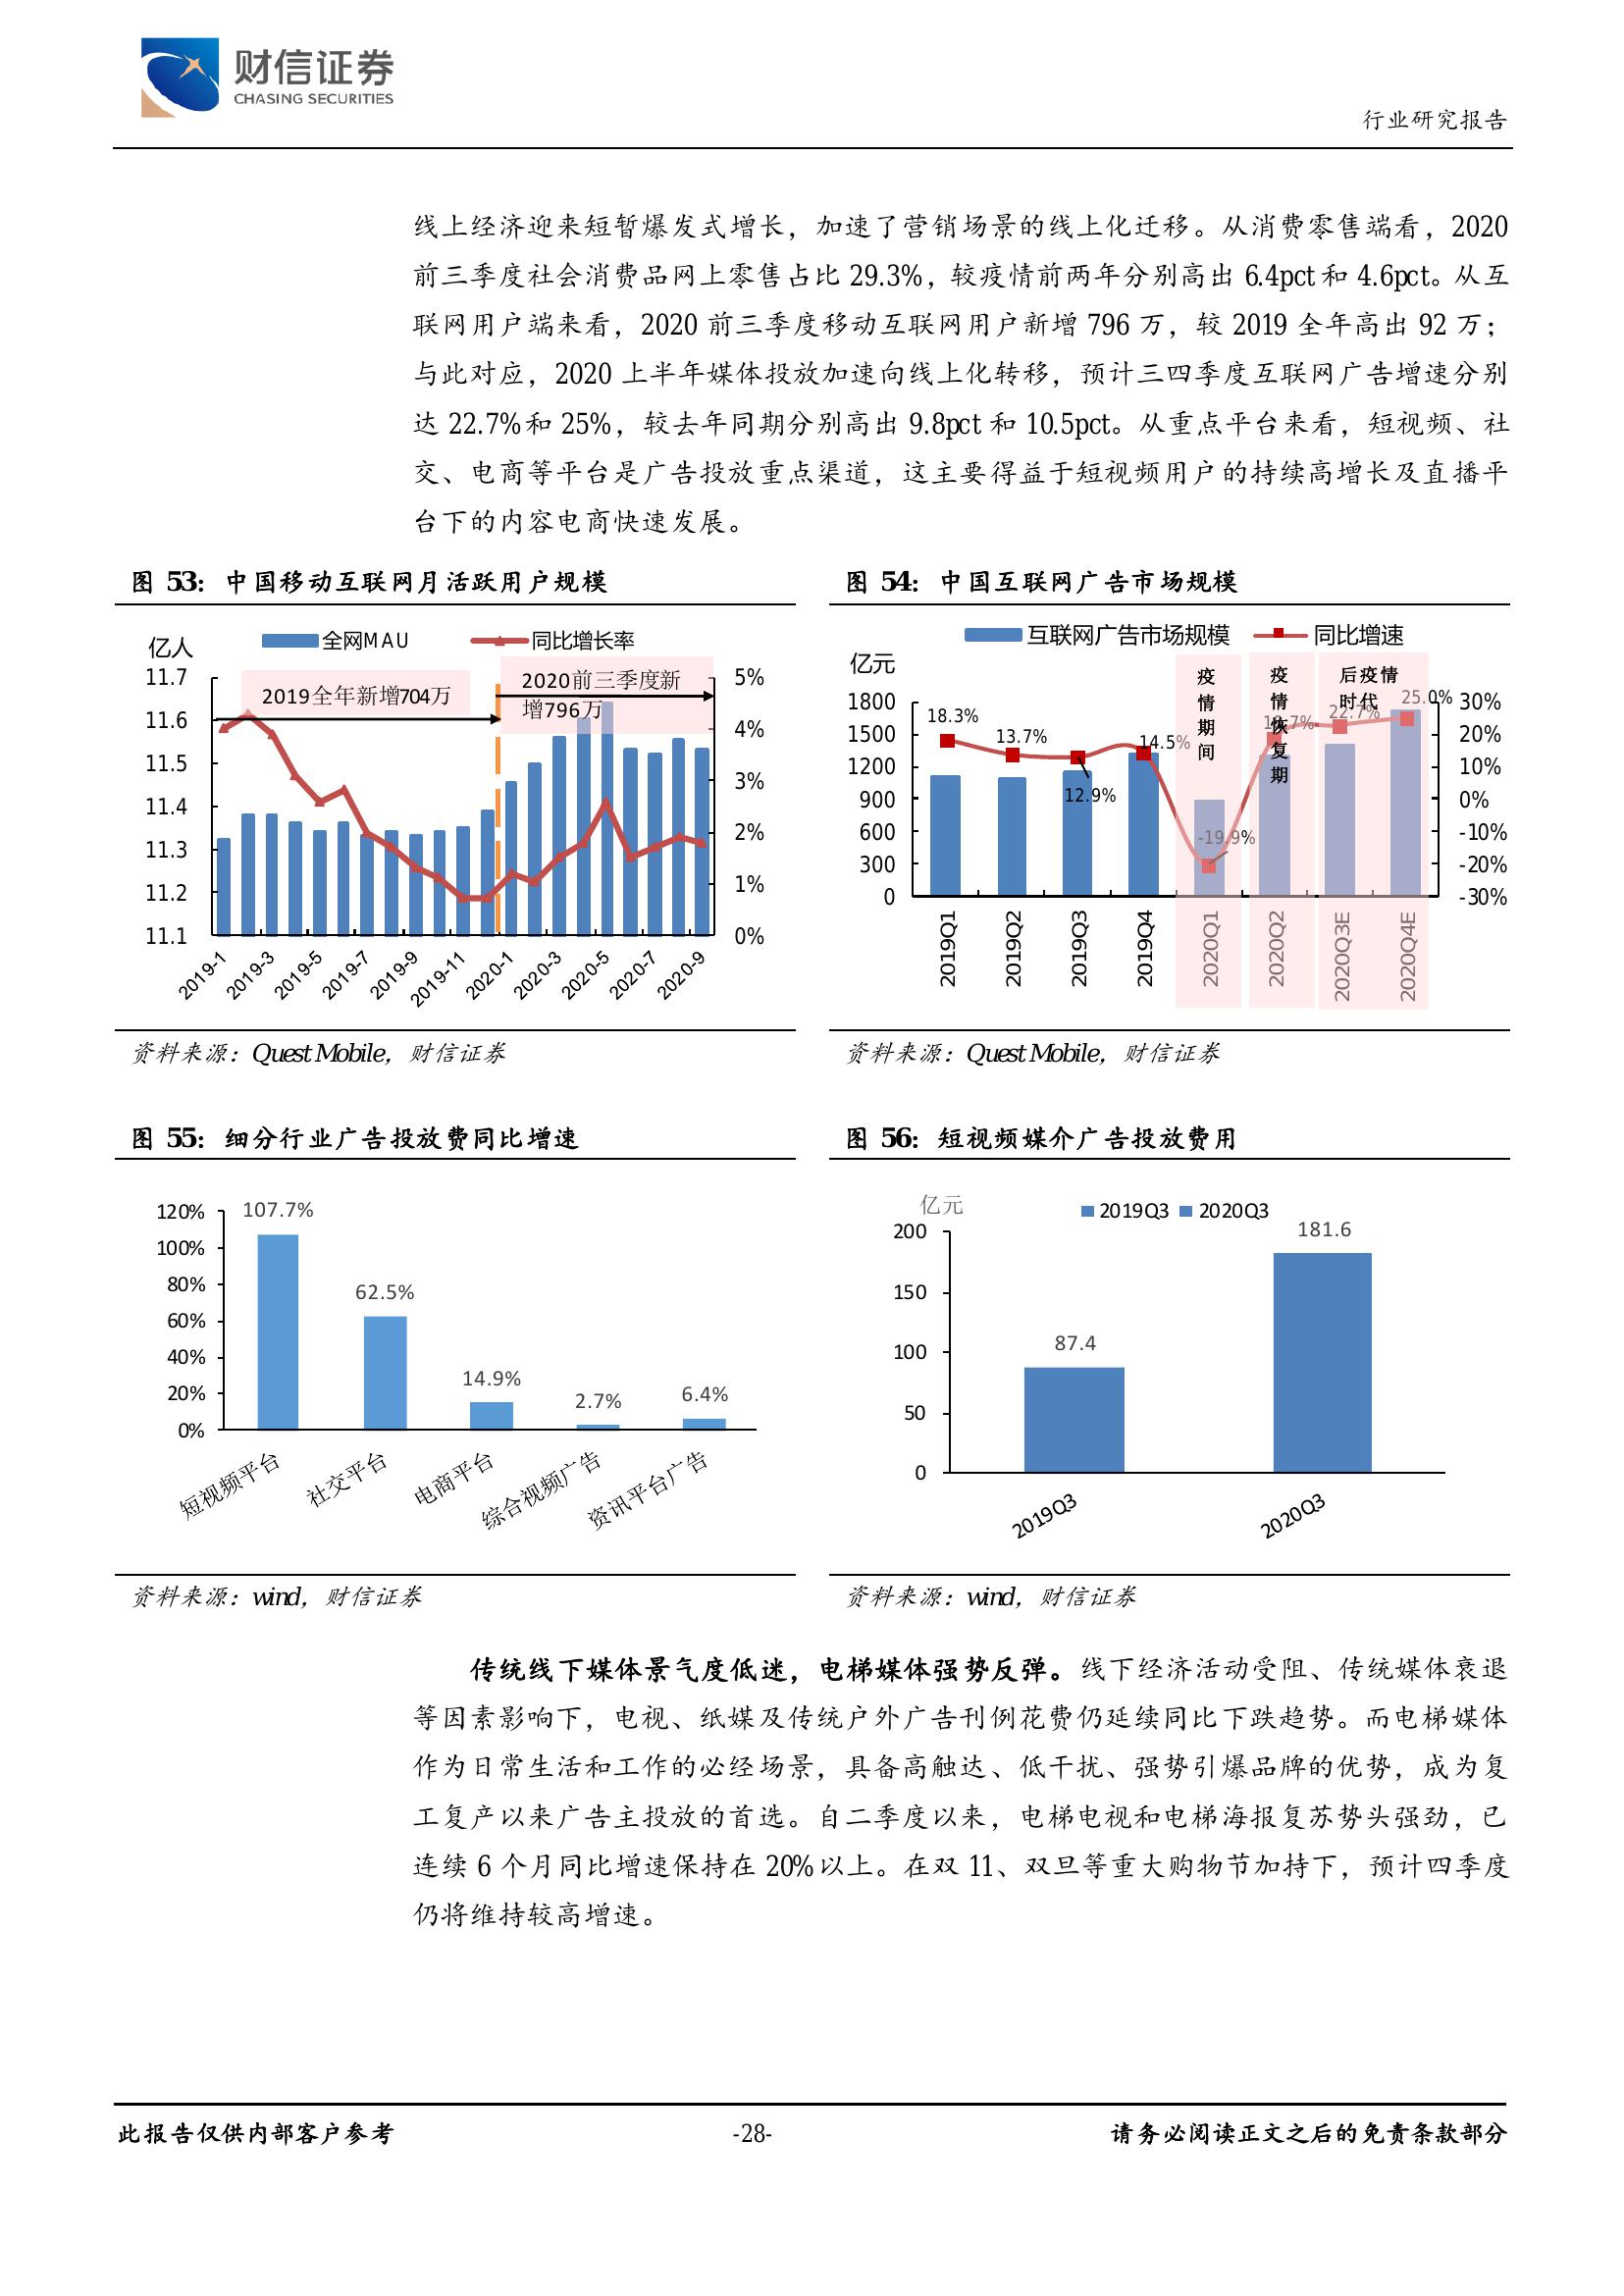 财信证券
CHASING SECURITIES
行业研究报告
线上经济迎来短暂爆发式增长，加速了营销场景的线上化迁移。从消费零售端看，2020
前三季度社会消费品网上零售占比 29.3%，较疫情前两年分别高出 6.4pct 和 4.6pct。从互
联网用户端来看，2020 前三季度移动互联网用户新增 796 万，较 2019 全年高出 92 万；
与此对应，2020 上半年媒体投放加速向线上化转移，预计三四季度互联网广告增速分别
达 22.7%和 25%，较去年同期分别高出 9.8pct 和 10.5pct。从重点平台来看，短视频、社
交、电商等平台是广告投放重点渠道，这主要得益于短视频用户的持续高增长及直播平
台下的内容电商快速发展。
图 53：中国移动互联网月活跃用户规模
亿人
全网MAU
同比增长率
2019全年新增704万
2020前三季度新
增796万
11.7
11.6
11.5
11.4
11.3
11.2
11.1
5%
4%
3%
2%
1%
0%
2019-1
2019-3
2019-5
2019-7
2019-9
2019-11
2020-1
2020-3
2020-5
2020-7
2020-9
资料来源：Quest Mobile，财信证券
图 54：中国互联网广告市场规模
互联网广告市场规模
同比增速
亿元
疫情期间
疫情恢复期
后疫情
时代
1800
1500
1200
900
600
300
0
18.3%
13.7%
12.9%
14.5%
-19.9%
22.7%
25.0%
30%
20%
10%
0%
-10%
-20%
-30%
2019Q1
2019Q2
2019Q3
2019Q4
2020Q1
2020Q2
2020Q3E
2020Q4E
资料来源：Quest Mobile，财信证券
图 55：细分行业广告投放费同比增速
120%
100%
80%
60%
40%
20%
0%
107.7%
62.5%
14.9%
2.7%
6.4%
短视频平台
社交平台
电商平台
综合视频广告
资讯平台广告
资料来源：wind，财信证券
图 56：短视频媒介广告投放费用
亿元
2019Q3
2020Q3
200
150
100
50
0
87.4
181.6
2019Q3
2020Q3
资料来源：wind，财信证券
传统线下媒体景气度低迷，电梯媒体强势反弹。线下经济活动受阻、传统媒体衰退
等因素影响下，电视、纸媒及传统户外广告刊例花费仍延续同比下跌趋势。而电梯媒体
作为日常生活和工作的必经场景，具备高触达、低干扰、强势引爆品牌的优势，成为复
工复产以来广告主投放的首选。自二季度以来，电梯电视和电梯海报复苏势头强劲，已
连续 6 个月同比增速保持在 20%以上。在双 11、双旦等重大购物节加持下，预计四季度
仍将维持较高增速。
此报告仅供内部客户参考
-28-
请务必阅读正文之后的免责条款部分